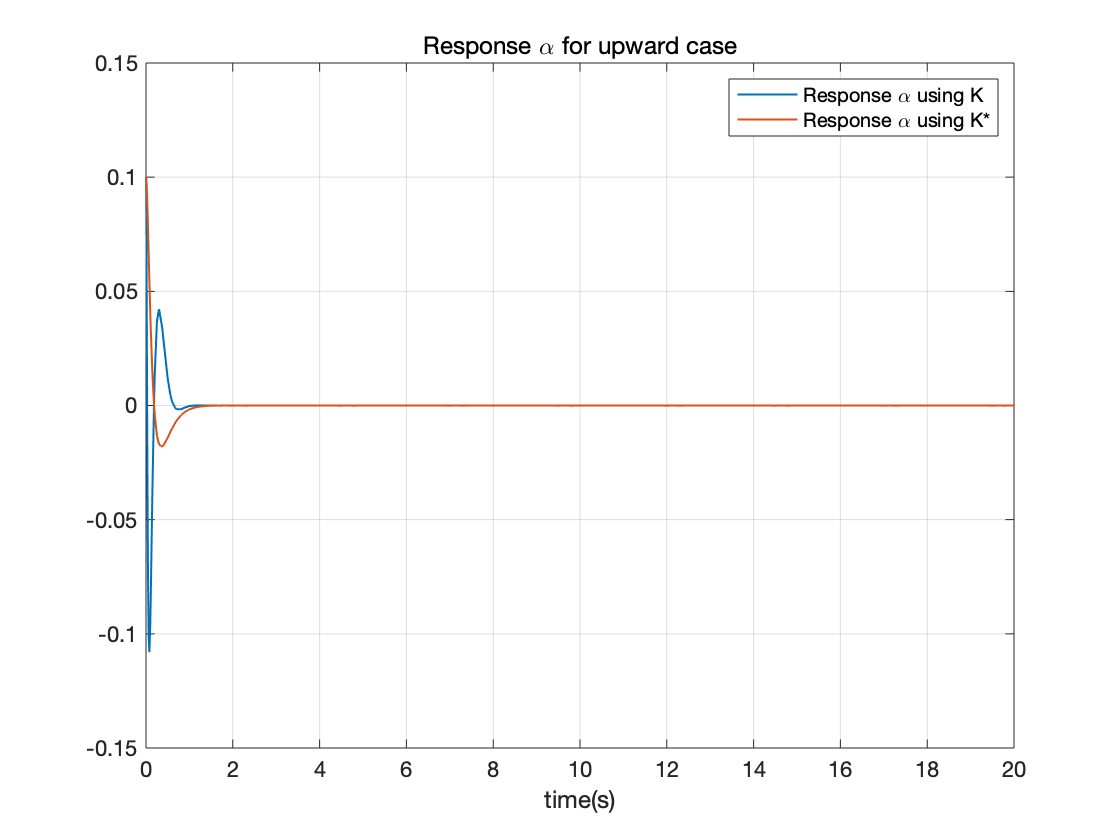 Response α for upward case
0.15
0.1
0.05
0
-0.05
-0.1
-0.15
Response α using K
Response α using K*
0 2 4 6 8 10 12 14 16 18 20
time(s)